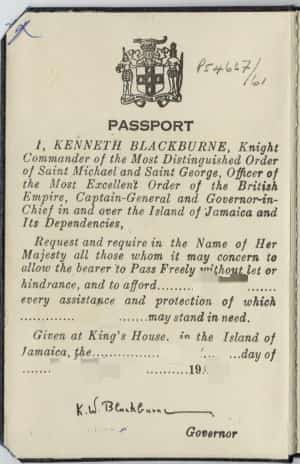 P54667/61
PASSPORT
I, KENNETH BLACKBURNE, Knight
Commander of the Most Distinguished Order
of Saint Michael and Saint George, Officer of
the Most Excellent Order of the British
Empire, Captain-General and Governor-in-
Chief in and over the Island of Jamaica and
Its Dependencies,
Request and require in the Name of Her
Majesty all those whom it may concern to
allow the bearer to Pass Freely without let or
hindrance, and to afford
every assistance and protection of which
may stand in need.
Given at King's House, in the Island of
Jamaica, the day of
19
K.W. Blackburne
Governor